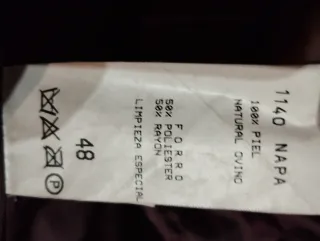 1140 NAPA
100% PIEL
NATURAL OVINO
FORRO
50% POLIESTER
50% RAYON
LIMPIEZA ESPECIAL
48
P